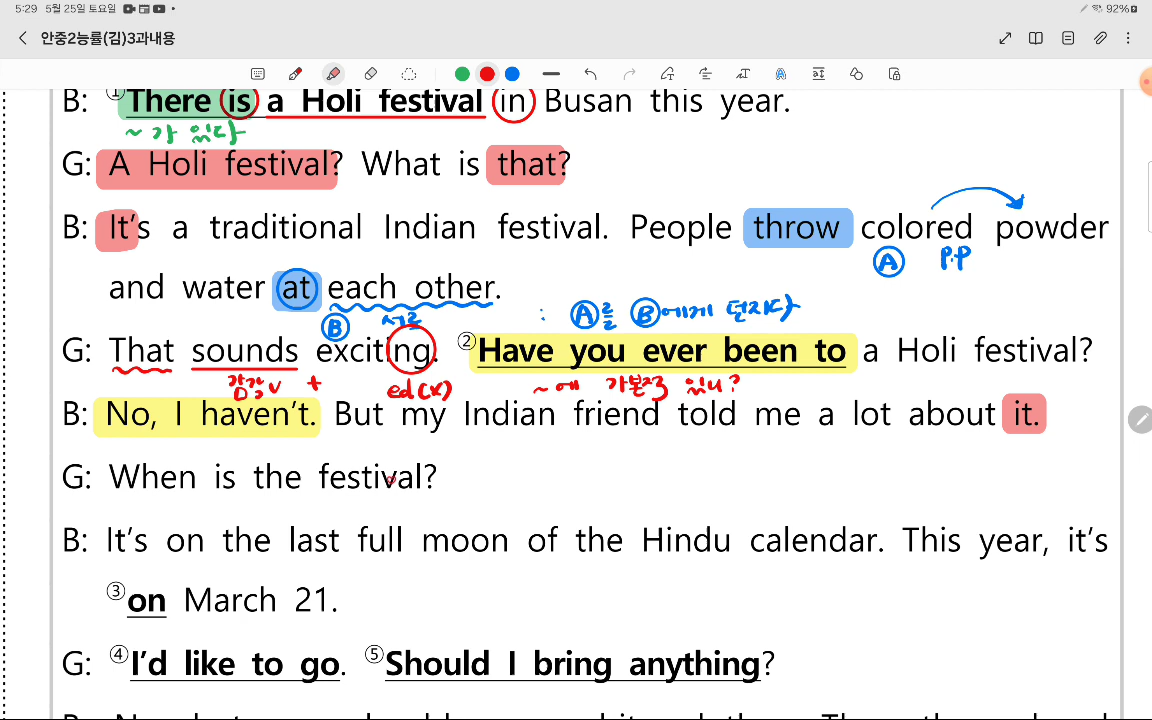 5:29 5월 25일 토요일
92%
안중2능률(김)3과내용
B: ①There is a Holi festival in Busan this year.
~가 있다
G: A Holi festival? What is that?
B: It's a traditional Indian festival. People throw colored powder
A p.p
and water at each other.
B 서로 : A를 B에게 던지다
G: That sounds exciting. ②Have you ever been to a Holi festival?
감각v + ed(x) ~에 가본적 있니?
B: No, I haven't. But my Indian friend told me a lot about it.
G: When is the festival?
B: It's on the last full moon of the Hindu calendar. This year, it's
③on March 21.
G: ④I'd like to go. ⑤Should I bring anything?